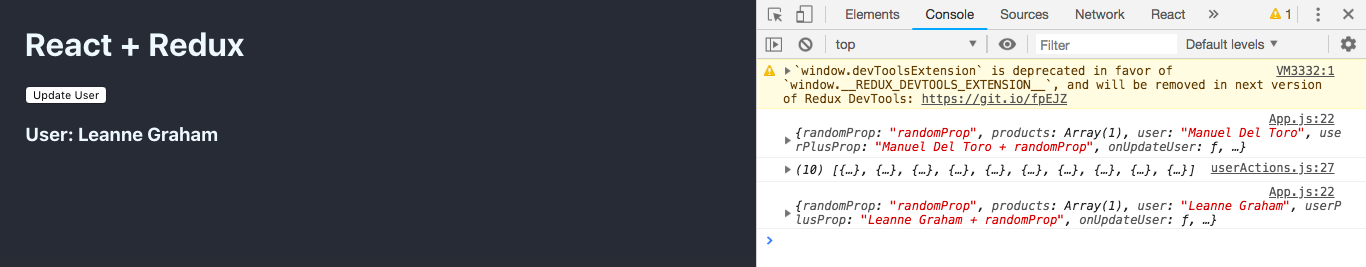 React + Redux
Update User
User: Leanne Graham
Elements Console Sources Network React » 1
top Filter Default levels
`window.devToolsExtension` is deprecated in favor of VM3332:1
`window.__REDUX_DEVTOOLS_EXTENSION__`, and will be removed in next version
of Redux DevTools: https://git.io/fpEJZ
App.js:22
{randomProp: "randomProp", products: Array(1), user: "Manuel Del Toro", use
rPlusProp: "Manuel Del Toro + randomProp", onUpdateUser: ƒ, …}
(10) [{…}, {…}, {…}, {…}, {…}, {…}, {…}, {…}, {…}, {…}] userActions.js:27
App.js:22
{randomProp: "randomProp", products: Array(1), user: "Leanne Graham", userP
lusProp: "Leanne Graham + randomProp", onUpdateUser: ƒ, …}